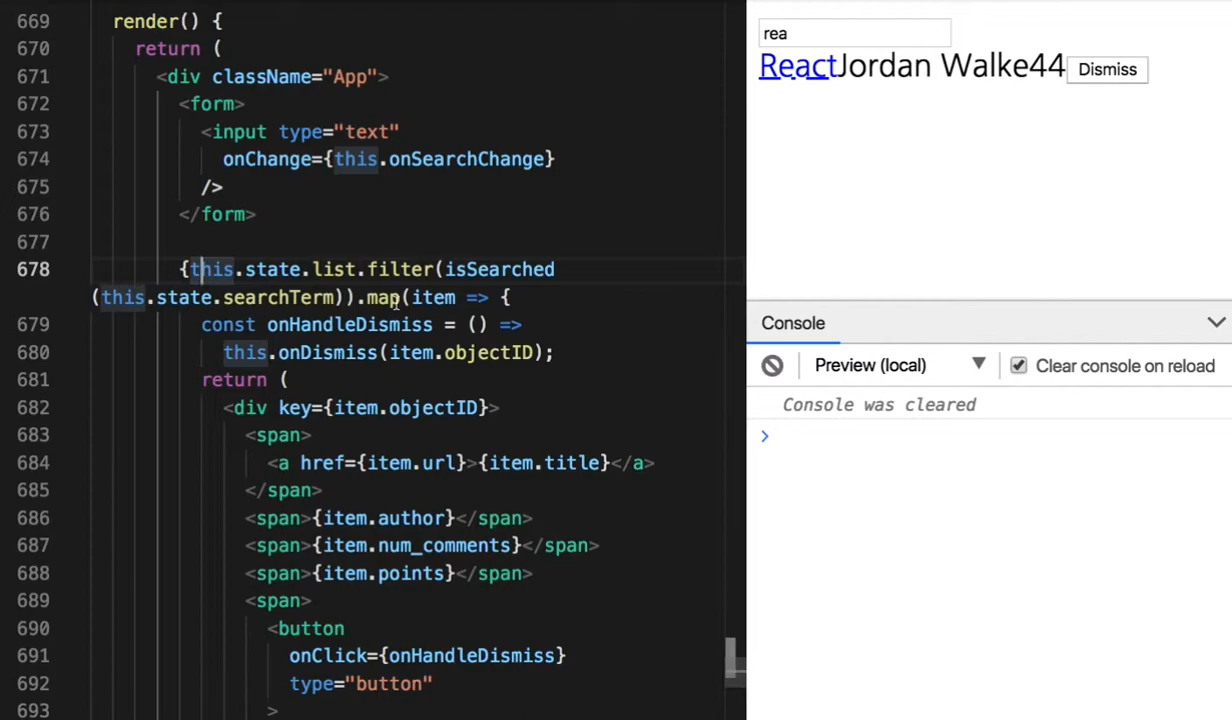 669 render() {
670 return (
671 <div className="App">
672 <form>
673 <input type="text"
674 onChange={this.onSearchChange}
675 />
676 </form>
677
678 {this.state.list.filter(isSearched
(this.state.searchTerm)).map(item => {
679 const onHandleDismiss = () =>
680 this.onDismiss(item.objectID);
681 return (
682 <div key={item.objectID}>
683 <span>
684 <a href={item.url}>{item.title}</a>
685 </span>
686 <span>{item.author}</span>
687 <span>{item.num_comments}</span>
688 <span>{item.points}</span>
689 <span>
690 <button
691 onClick={onHandleDismiss}
692 type="button"
693 >
rea
ReactJordan Walke44 Dismiss
Console
Preview (local) Clear console on reload
Console was cleared
>